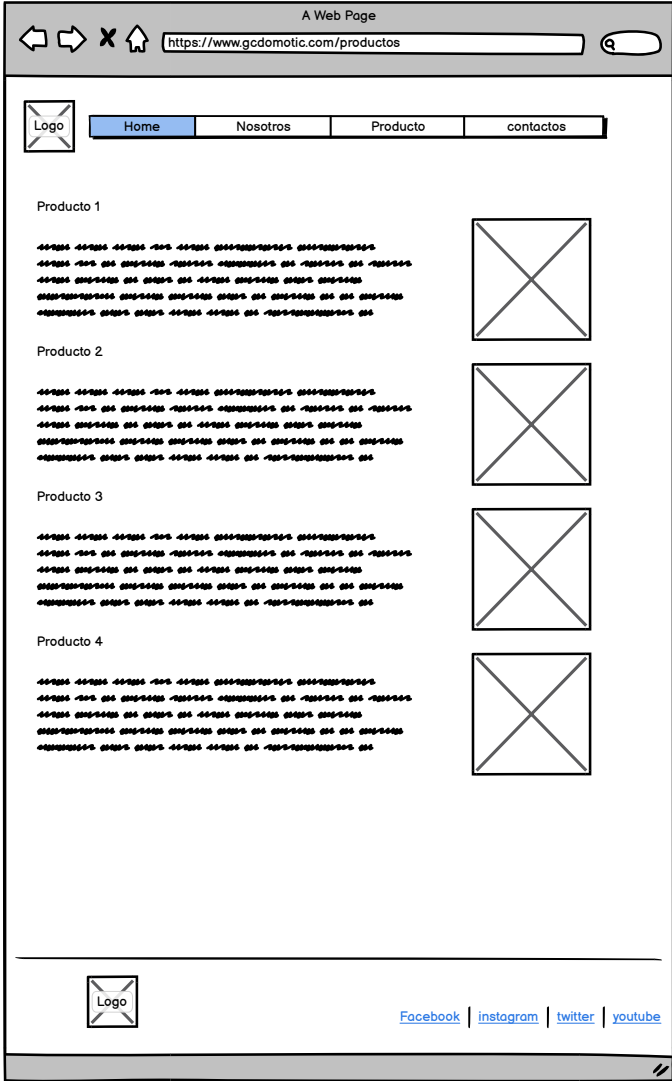 A Web Page
https://www.gcdomotic.com/productos
Logo
Home Nosotros Producto contactos
Producto 1
Producto 2
Producto 3
Producto 4
Logo
Facebook | instagram | twitter | youtube